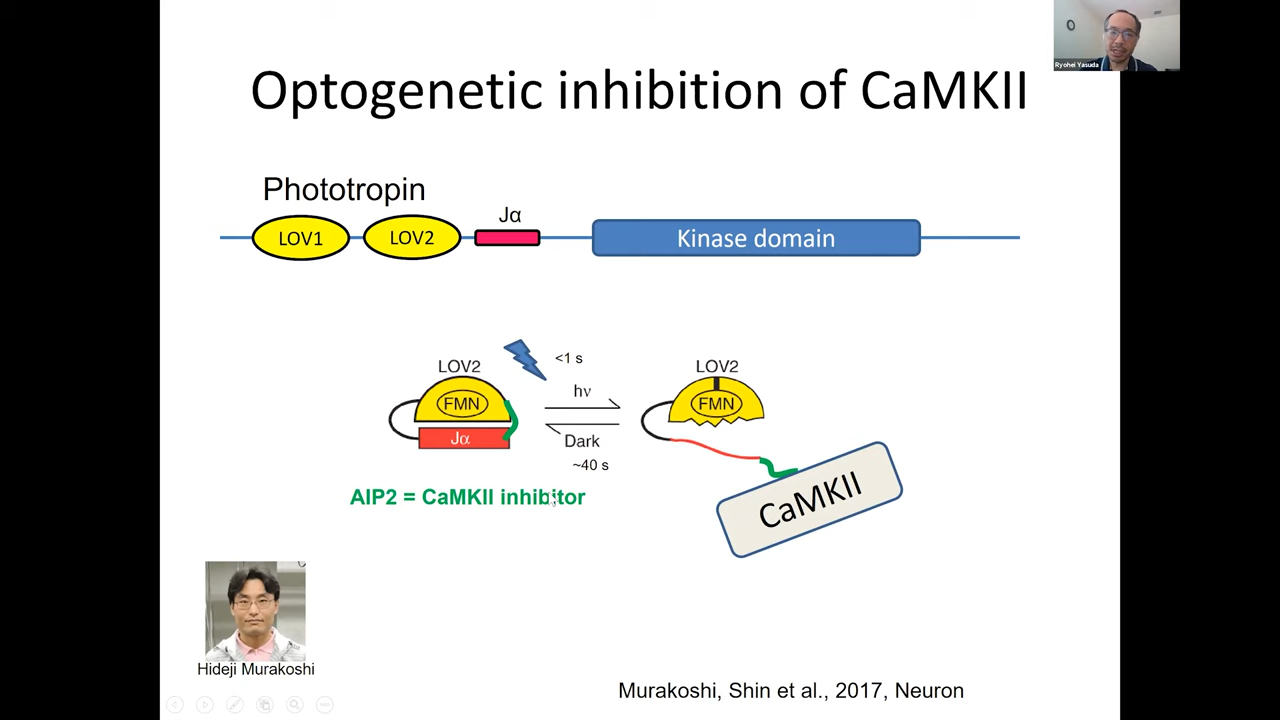 Ryohei Yasuda
Optogenetic inhibition of CaMKII
Phototropin
Jα
LOV1
LOV2
Kinase domain
LOV2
<1 s
LOV2
hν
FMN
FMN
Jα
Dark
~40 s
AIP2 = CaMKII inhibitor
CaMKII
Hideji Murakoshi
Murakoshi, Shin et al., 2017, Neuron